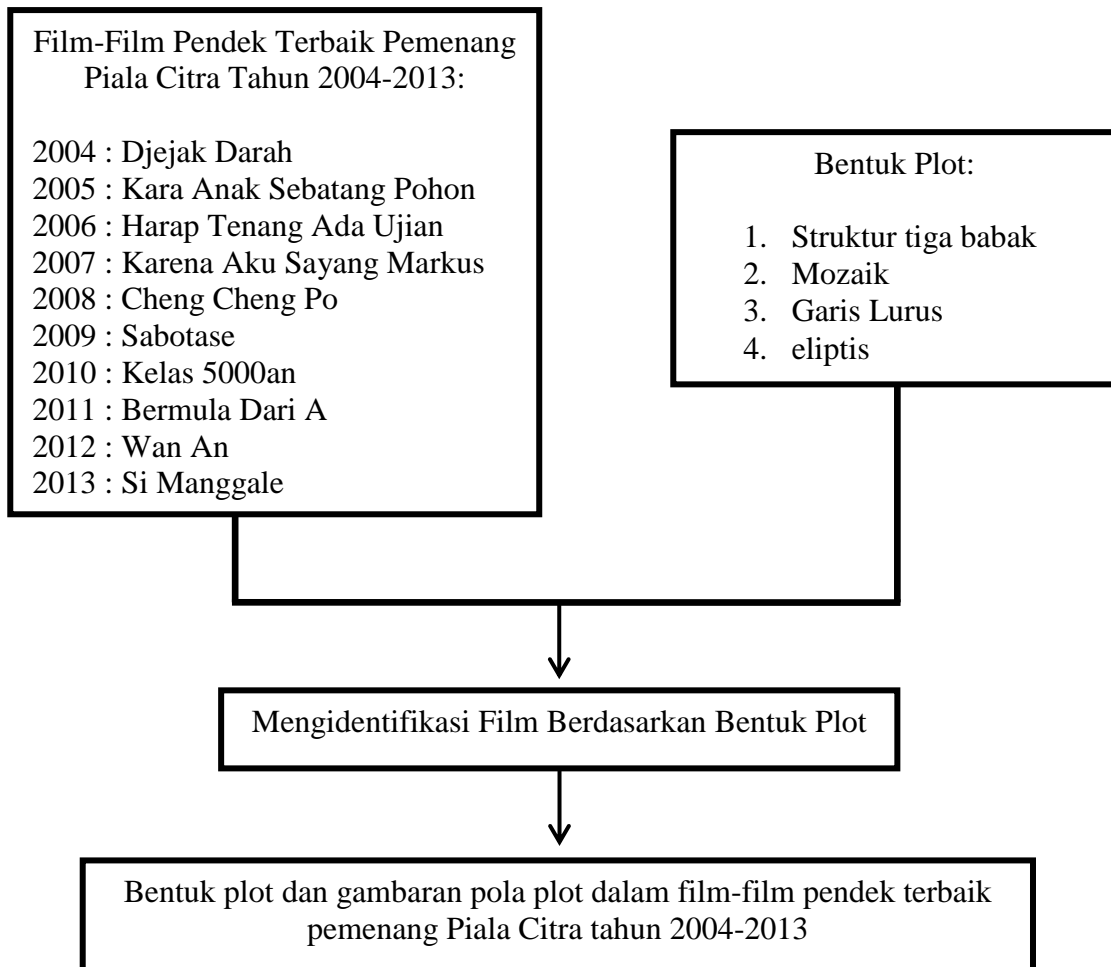 Film-Film Pendek Terbaik Pemenang
Piala Citra Tahun 2004-2013:
2004 : Djejak Darah
2005 : Kara Anak Sebatang Pohon
2006 : Harap Tenang Ada Ujian
2007 : Karena Aku Sayang Markus
2008 : Cheng Cheng Po
2009 : Sabotase
2010 : Kelas 5000an
2011 : Bermula Dari A
2012 : Wan An
2013 : Si Manggale
Bentuk Plot:
1. Struktur tiga babak
2. Mozaik
3. Garis Lurus
4. eliptis
Mengidentifikasi Film Berdasarkan Bentuk Plot
Bentuk plot dan gambaran pola plot dalam film-film pendek terbaik
pemenang Piala Citra tahun 2004-2013